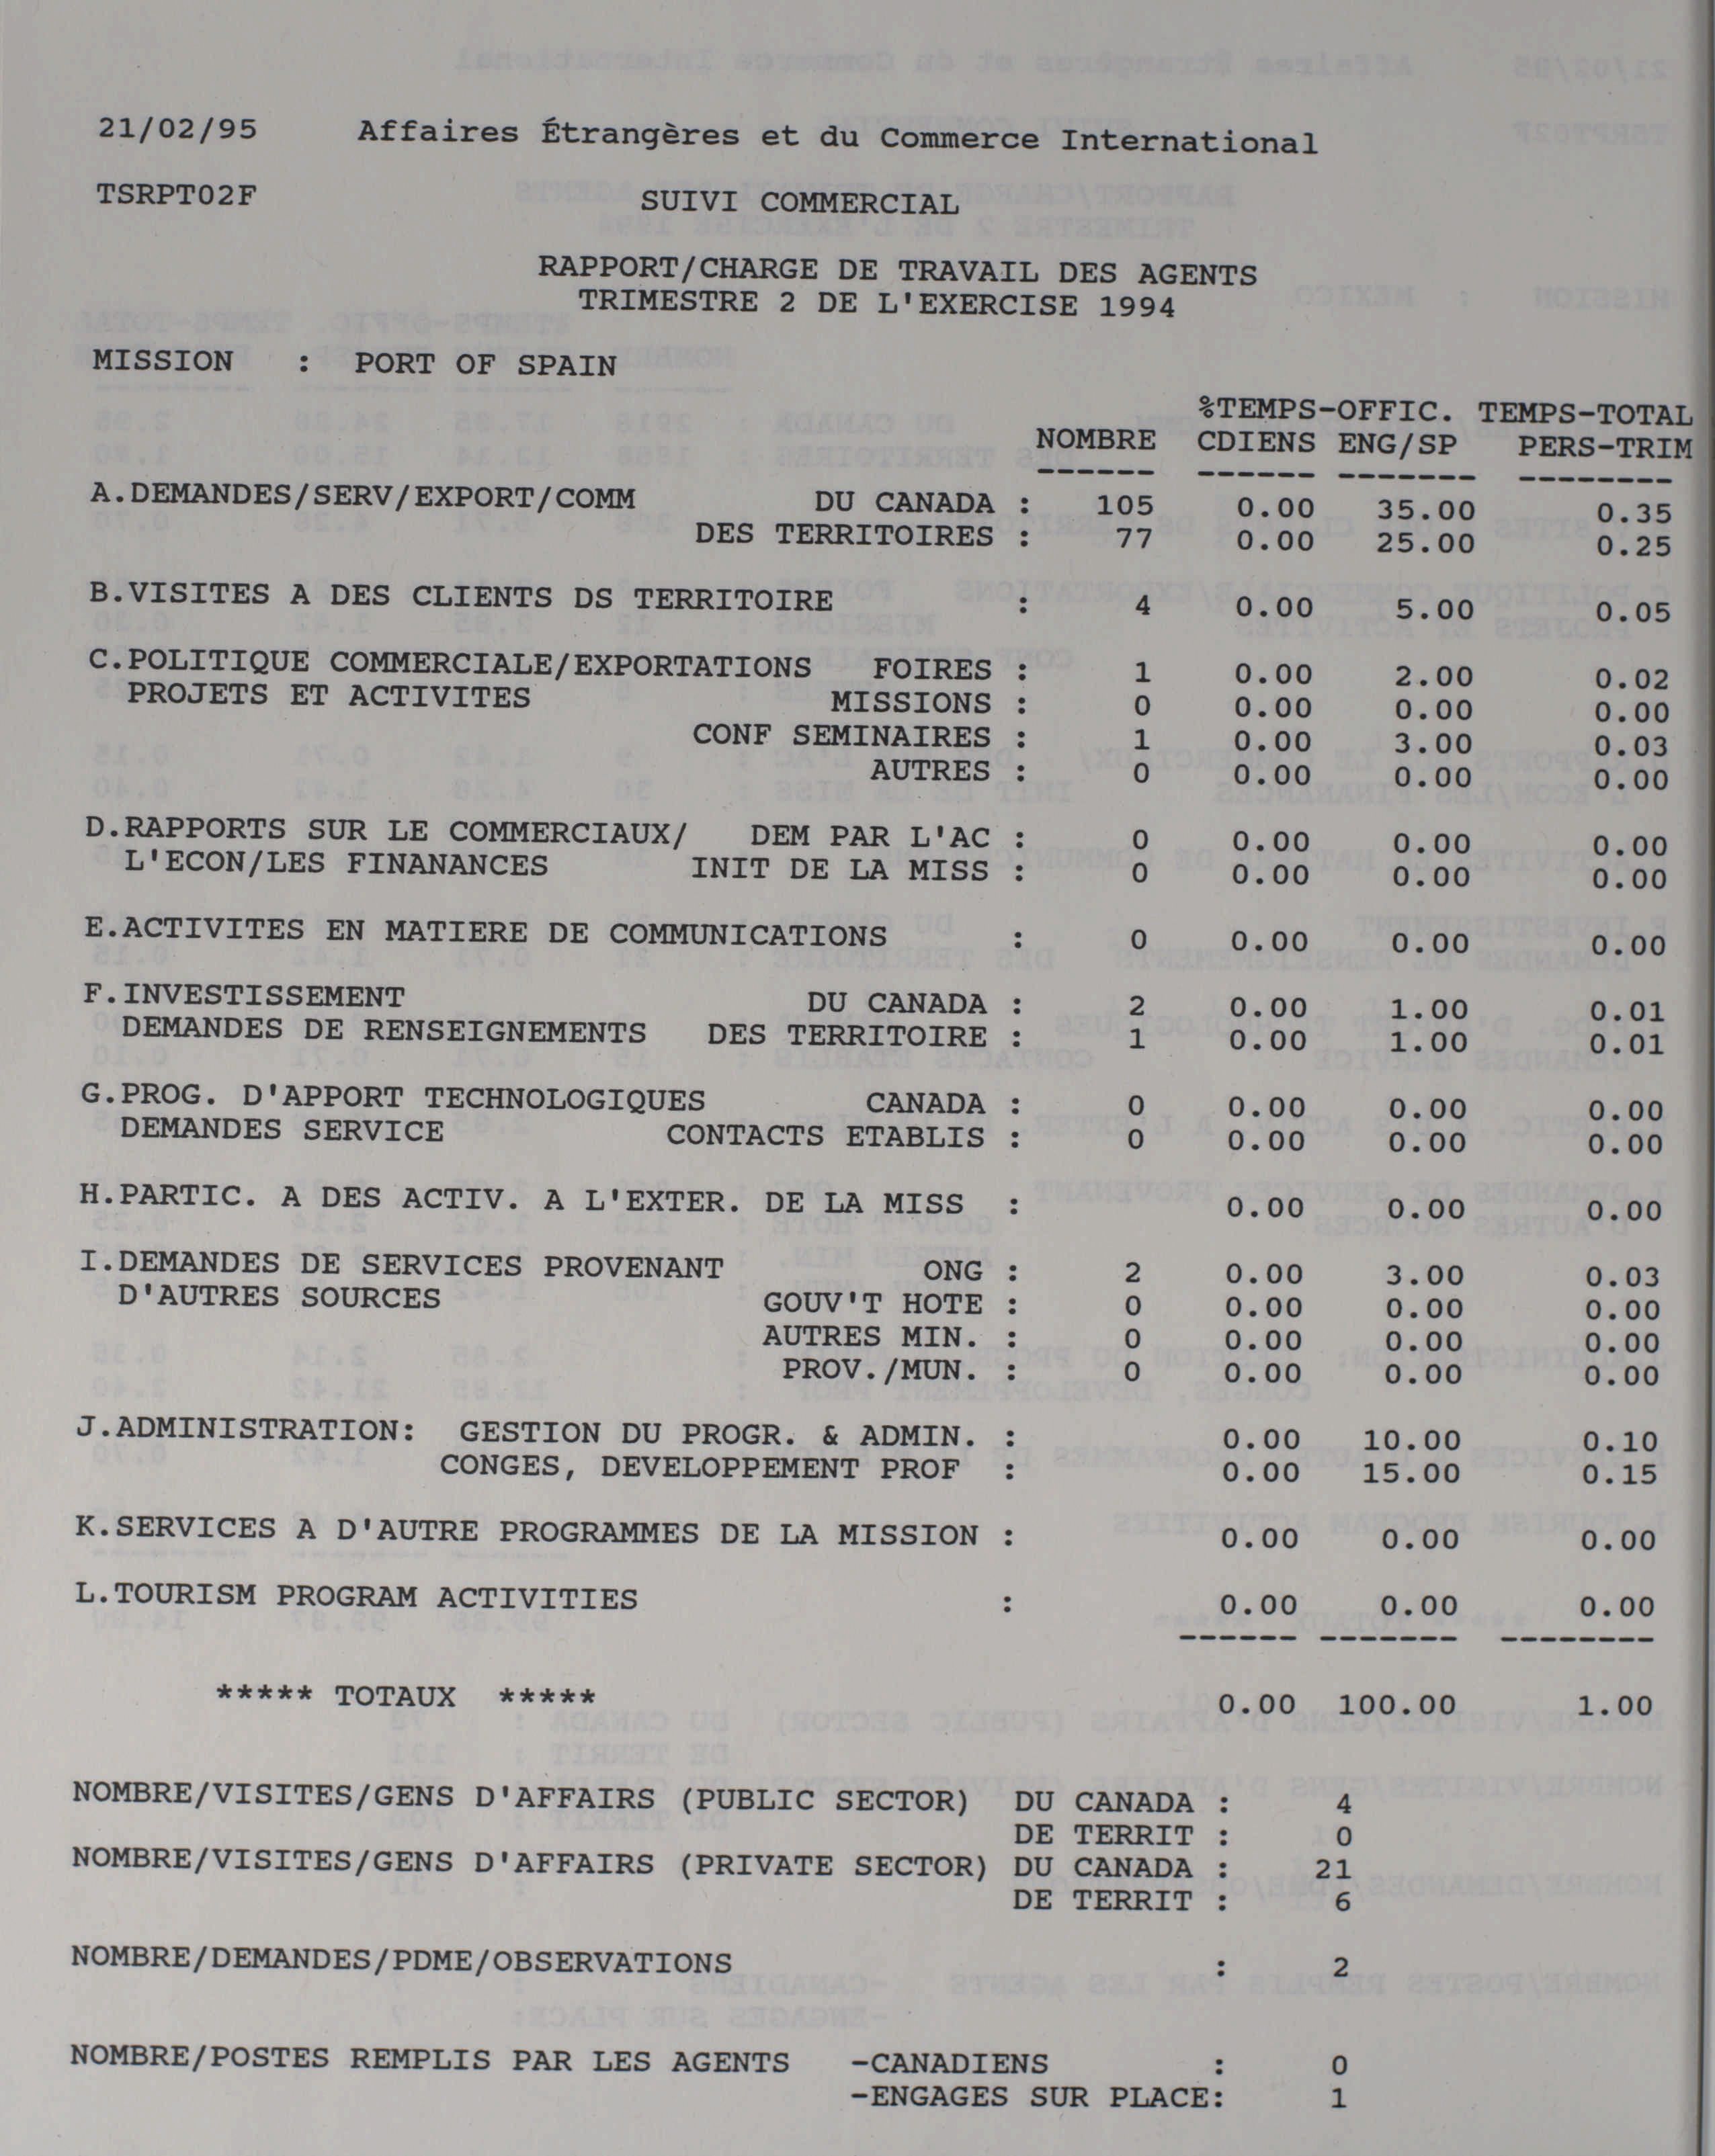 21/02/95 Affaires Étrangères et du Commerce International
TSRPT02F SUIVI COMMERCIAL
RAPPORT/CHARGE DE TRAVAIL DES AGENTS
TRIMESTRE 2 DE L'EXERCISE 1994
MISSION : PORT OF SPAIN
%TEMPS-OFFIC. TEMPS-TOTAL
NOMBRE CDIENS ENG/SP PERS-TRIM
------ ------ ------- --------
A.DEMANDES/SERV/EXPORT/COMM DU CANADA : 105 0.00 35.00 0.35
DES TERRITOIRES : 77 0.00 25.00 0.25
B.VISITES A DES CLIENTS DS TERRITOIRE : 4 0.00 5.00 0.05
C.POLITIQUE COMMERCIALE/EXPORTATIONS FOIRES : 1 0.00 2.00 0.02
PROJETS ET ACTIVITES MISSIONS : 0 0.00 0.00 0.00
CONF SEMINAIRES : 1 0.00 3.00 0.03
AUTRES : 0 0.00 0.00 0.00
D.RAPPORTS SUR LE COMMERCIAUX/ DEM PAR L'AC : 0 0.00 0.00 0.00
L'ECON/LES FINANANCES INIT DE LA MISS : 0 0.00 0.00 0.00
E.ACTIVITES EN MATIERE DE COMMUNICATIONS : 0 0.00 0.00 0.00
F.INVESTISSEMENT DU CANADA : 2 0.00 1.00 0.01
DEMANDES DE RENSEIGNEMENTS DES TERRITOIRE : 1 0.00 1.00 0.01
G.PROG. D'APPORT TECHNOLOGIQUES CANADA : 0 0.00 0.00 0.00
DEMANDES SERVICE CONTACTS ETABLIS : 0 0.00 0.00 0.00
H.PARTIC. A DES ACTIV. A L'EXTER. DE LA MISS : 0.00 0.00 0.00
I.DEMANDES DE SERVICES PROVENANT ONG : 2 0.00 3.00 0.03
D'AUTRES SOURCES GOUV'T HOTE : 0 0.00 0.00 0.00
AUTRES MIN. : 0 0.00 0.00 0.00
PROV./MUN. : 0 0.00 0.00 0.00
J.ADMINISTRATION: GESTION DU PROGR. & ADMIN. : 0.00 10.00 0.10
CONGES, DEVELOPPEMENT PROF : 0.00 15.00 0.15
K.SERVICES A D'AUTRE PROGRAMMES DE LA MISSION : 0.00 0.00 0.00
L.TOURISM PROGRAM ACTIVITIES : 0.00 0.00 0.00
------ ------- --------
***** TOTAUX ***** 0.00 100.00 1.00
NOMBRE/VISITES/GENS D'AFFAIRS (PUBLIC SECTOR) DU CANADA : 4
DE TERRIT : 0
NOMBRE/VISITES/GENS D'AFFAIRS (PRIVATE SECTOR) DU CANADA : 21
DE TERRIT : 6
NOMBRE/DEMANDES/PDME/OBSERVATIONS : 2
NOMBRE/POSTES REMPLIS PAR LES AGENTS -CANADIENS : 0
-ENGAGES SUR PLACE: 1